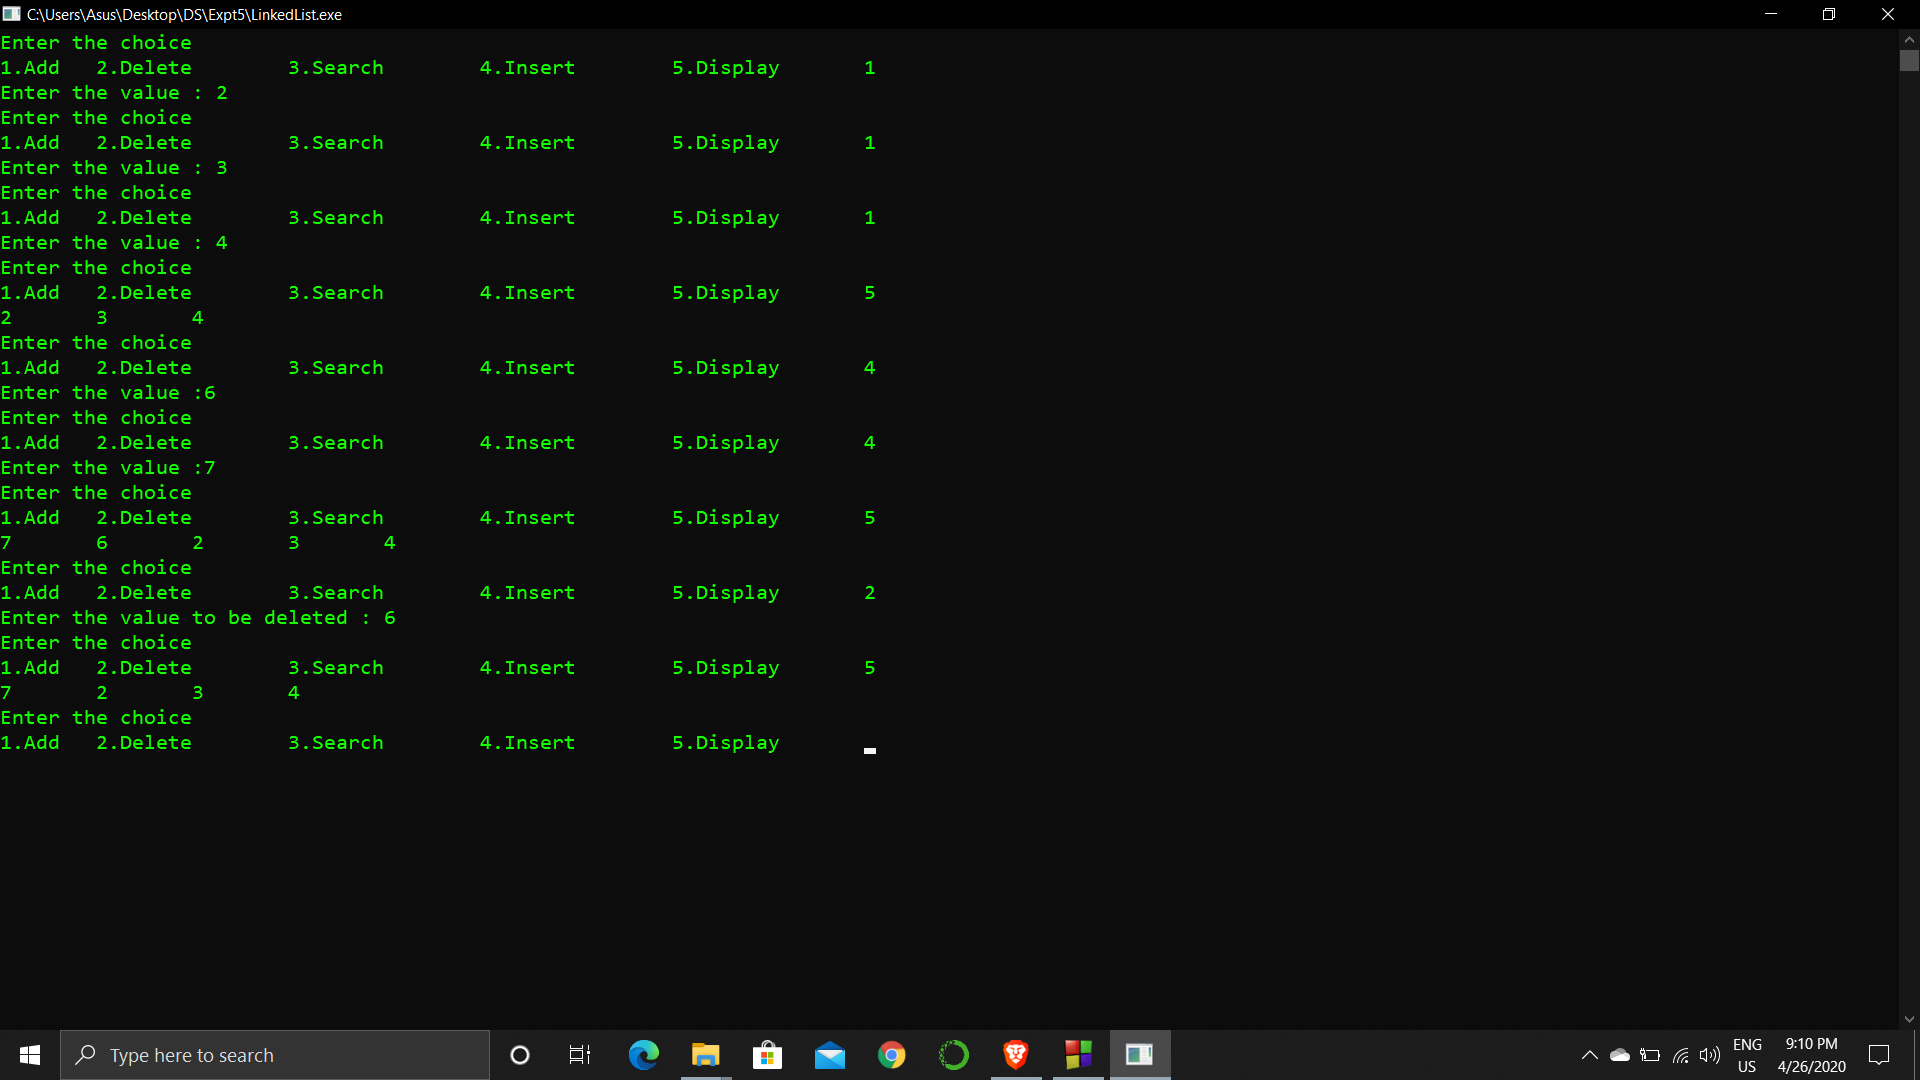 C:\Users\Asus\Desktop\DS\Expt5\LinkedList.exe
Enter the choice
1.Add 2.Delete 3.Search 4.Insert 5.Display 1
Enter the value : 2
Enter the choice
1.Add 2.Delete 3.Search 4.Insert 5.Display 1
Enter the value : 3
Enter the choice
1.Add 2.Delete 3.Search 4.Insert 5.Display 1
Enter the value : 4
Enter the choice
1.Add 2.Delete 3.Search 4.Insert 5.Display 5
2 3 4
Enter the choice
1.Add 2.Delete 3.Search 4.Insert 5.Display 4
Enter the value :6
Enter the choice
1.Add 2.Delete 3.Search 4.Insert 5.Display 4
Enter the value :7
Enter the choice
1.Add 2.Delete 3.Search 4.Insert 5.Display 5
7 6 2 3 4
Enter the choice
1.Add 2.Delete 3.Search 4.Insert 5.Display 2
Enter the value to be deleted : 6
Enter the choice
1.Add 2.Delete 3.Search 4.Insert 5.Display 5
7 2 3 4
Enter the choice
1.Add 2.Delete 3.Search 4.Insert 5.Display
Type here to search
ENG
US
9:10 PM
4/26/2020